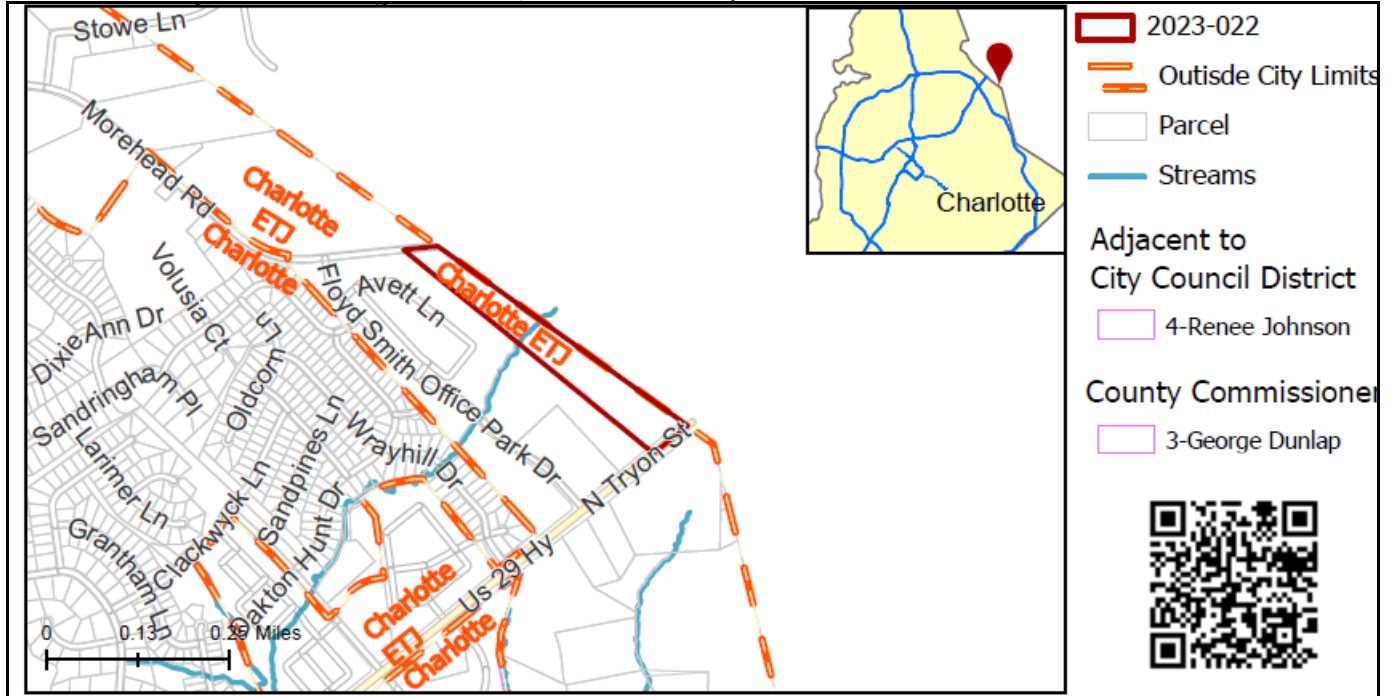 Stowe Ln
Morehead Rd
Charlotte
ETJ
Charlotte
Volusia Ct
Floyd Smith Office Park Dr
Avett Ln
Charlotte ETJ
Dixie Ann Dr
Oldcorn Ln
Sandringham Pl
Larimer Ln
Sandpines Ln
Wrayhill Dr
Clackwyck Ln
Grantham Ln
Oakton Hunt Dr
N Tryon St
Us 29 Hy
Charlotte
ETJ
Charlotte
0 0.13 0.25 Miles
Charlotte
2023-022
Outisde City Limits
Parcel
Streams
Adjacent to
City Council District
4-Renee Johnson
County Commissioner
3-George Dunlap